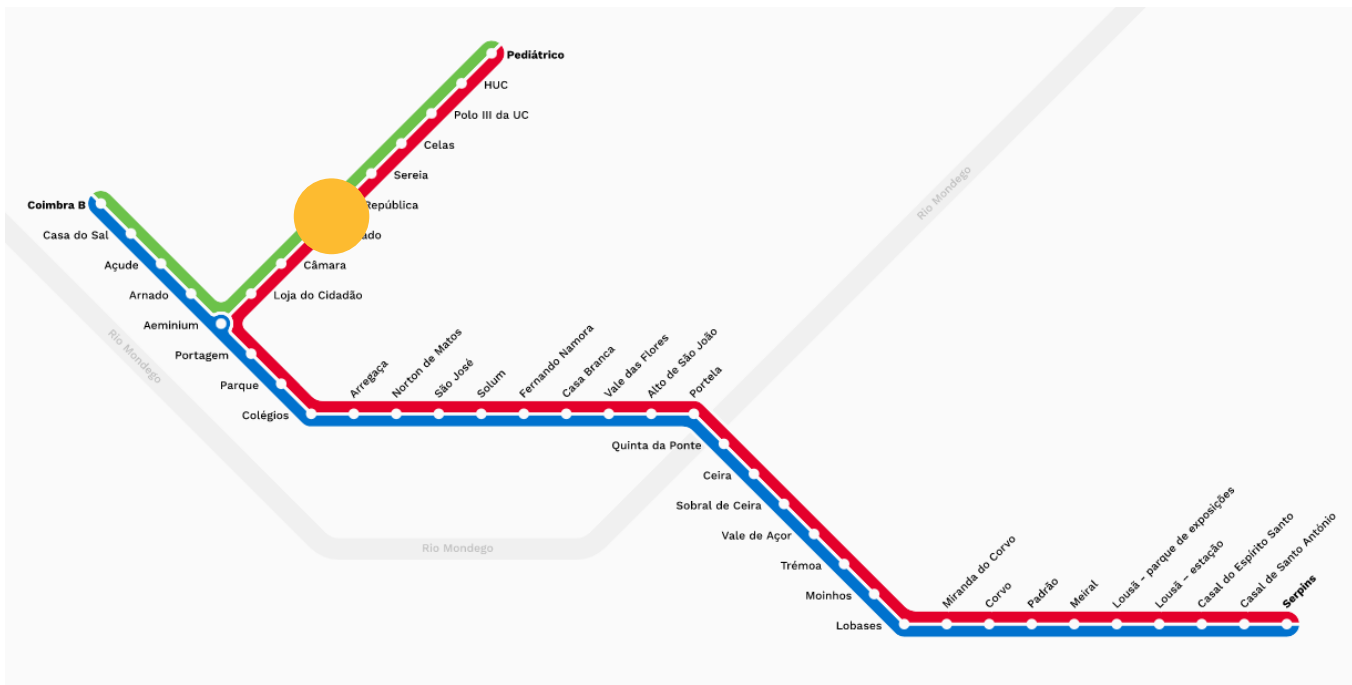 Pediátrico
HUC
Polo III da UC
Celas
Sereia
República
Câmara
Loja do Cidadão
Coimbra B
Casa do Sal
Açude
Arnado
Aeminium
Portagem
Parque
Colégios
Arregaça
Norton de Matos
São José
Solum
Fernando Namora
Casa Branca
Vale das Flores
Alto de São João
Portela
Quinta da Ponte
Ceira
Sobral de Ceira
Vale de Açor
Trémoa
Moinhos
Lobases
Miranda do Corvo
Corvo
Padrão
Meiral
Lousã - parque de exposições
Lousã – estação
Casal do Espírito Santo
Casal de Santo António
Serpins
Rio Mondego
Rio Mondego
Rio Mondego